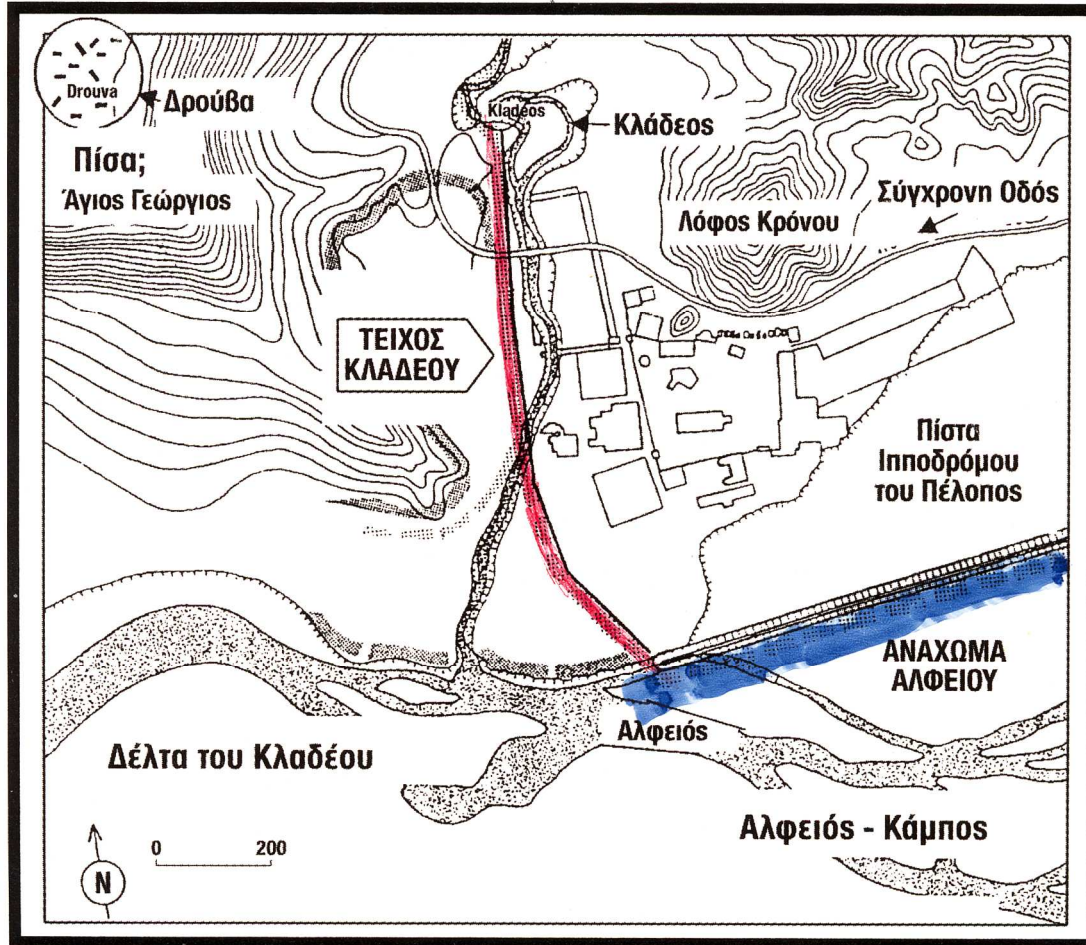 Drouva
Δρούβα
Kladéos
Κλάδεος
Πίσα;
Άγιος Γεώργιος
Λόφος Κρόνου
Σύγχρονη Οδός
ΤΕΙΧΟΣ
ΚΛΑΔΕΟΥ
Πίστα
Ιπποδρόμου
του Πέλοπος
ΑΝΑΧΩΜΑ
ΑΛΦΕΙΟΥ
Αλφειός
Δέλτα του Κλαδέου
Αλφειός - Κάμπος
0 200
N